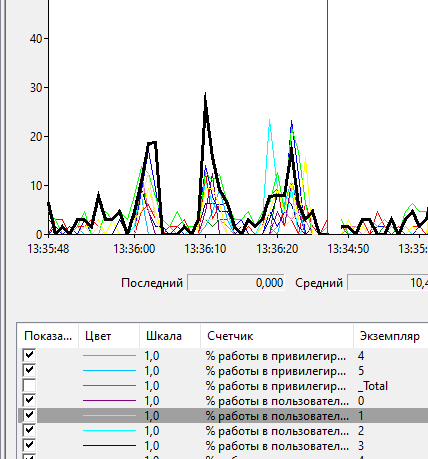 40
30
20
10
0
13:35:48 13:36:00 13:36:10 13:36:20 13:34:50 13:35:
Последний 0,000 Средний 10,4
Показа... Цвет Шкала Счетчик Экземпляр
1,0 % работы в привилегир... 4
1,0 % работы в привилегир... 5
1,0 % работы в привилегир... _Total
1,0 % работы в пользовател... 0
1,0 % работы в пользовател... 1
1,0 % работы в пользовател... 2
1,0 % работы в пользовател... 3